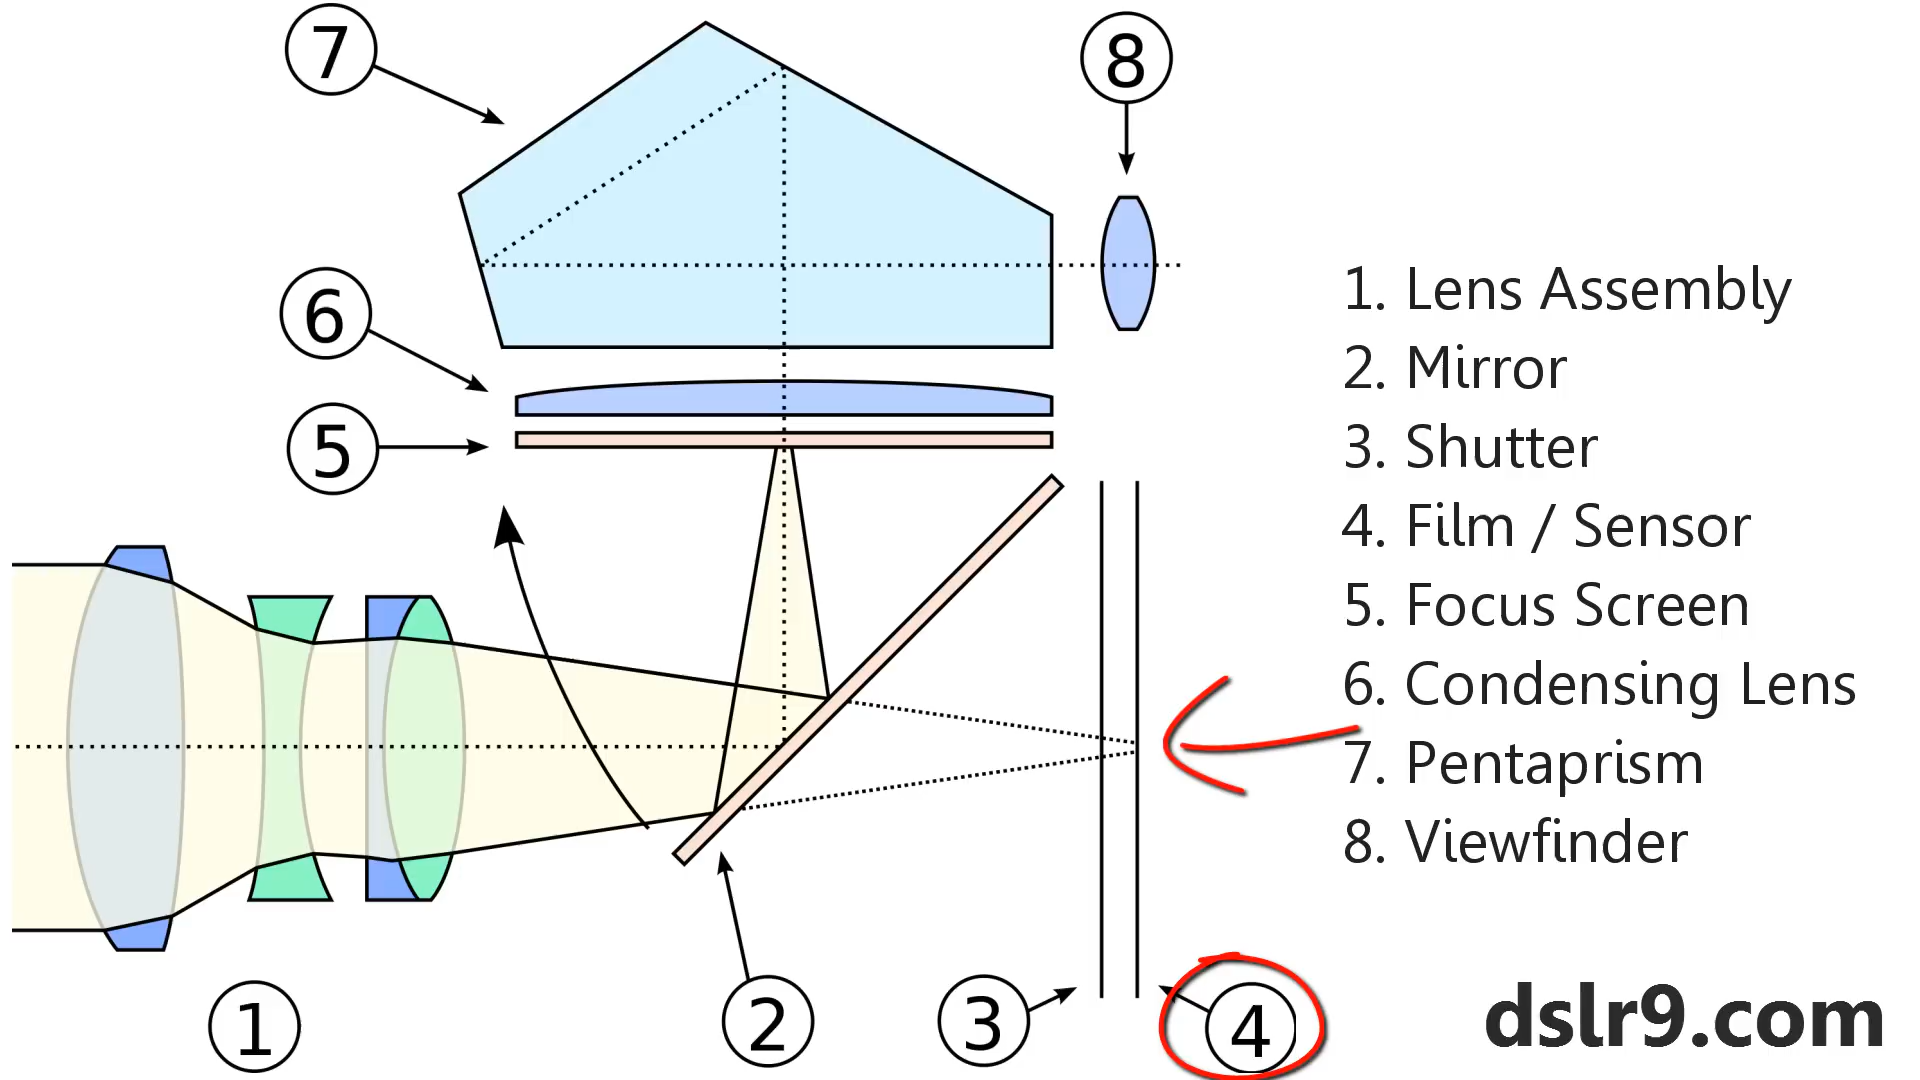 7
8
6
5
1. Lens Assembly
2. Mirror
3. Shutter
4. Film / Sensor
5. Focus Screen
6. Condensing Lens
7. Pentaprism
8. Viewfinder
1
2
3
4
dslr9.com